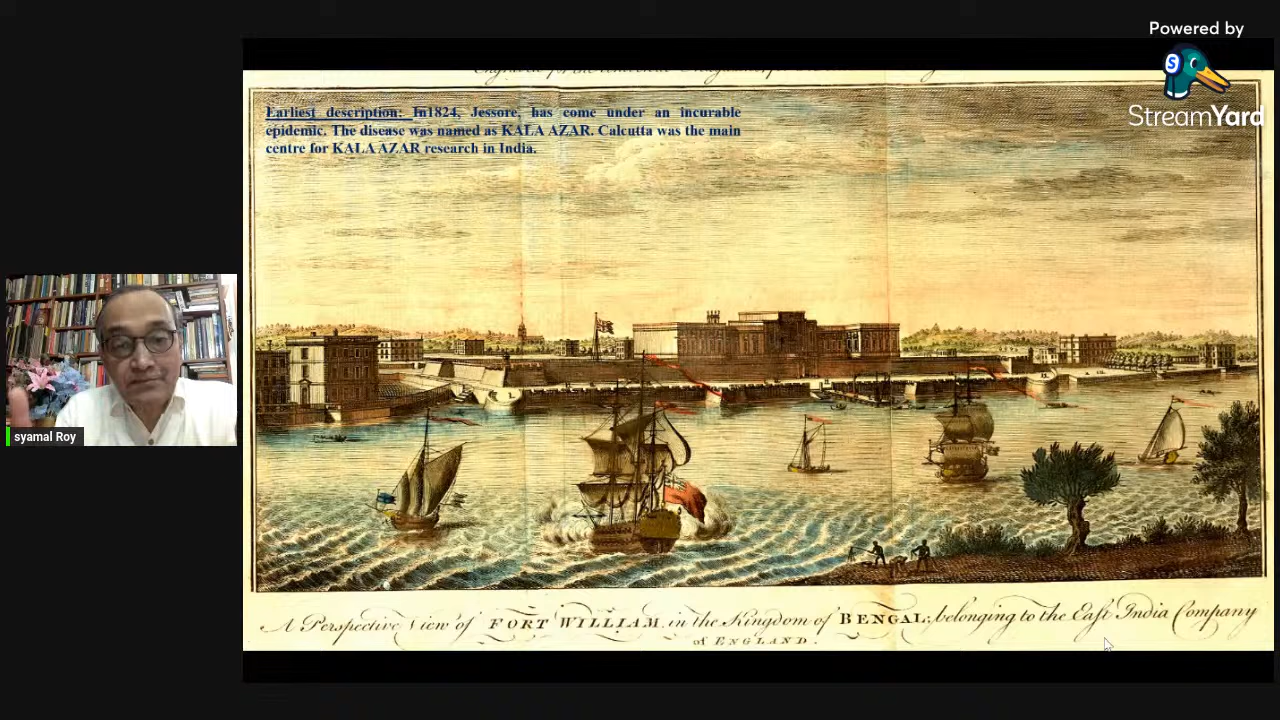 Powered by
StreamYard
Earliest description: In1824, Jessore, has come under an incurable
epidemic. The disease was named as KALA AZAR. Calcutta was the main
centre for KALA AZAR research in India.
syamal Roy
A Perspective View of FORT WILLIAM, in the Kingdom of BENGAL; belonging to the Eaſt India Company
of ENGLAND.